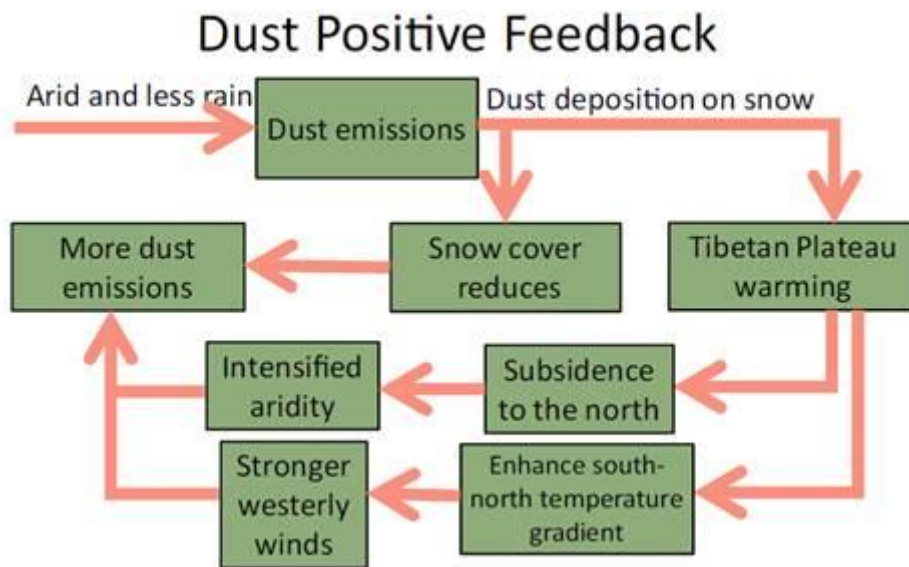 Dust Positive Feedback
Arid and less rain
Dust emissions
Dust deposition on snow
More dust
emissions
Snow cover
reduces
Tibetan Plateau
warming
Intensified
aridity
Subsidence
to the north
Stronger
westerly
winds
Enhance south-
north temperature
gradient